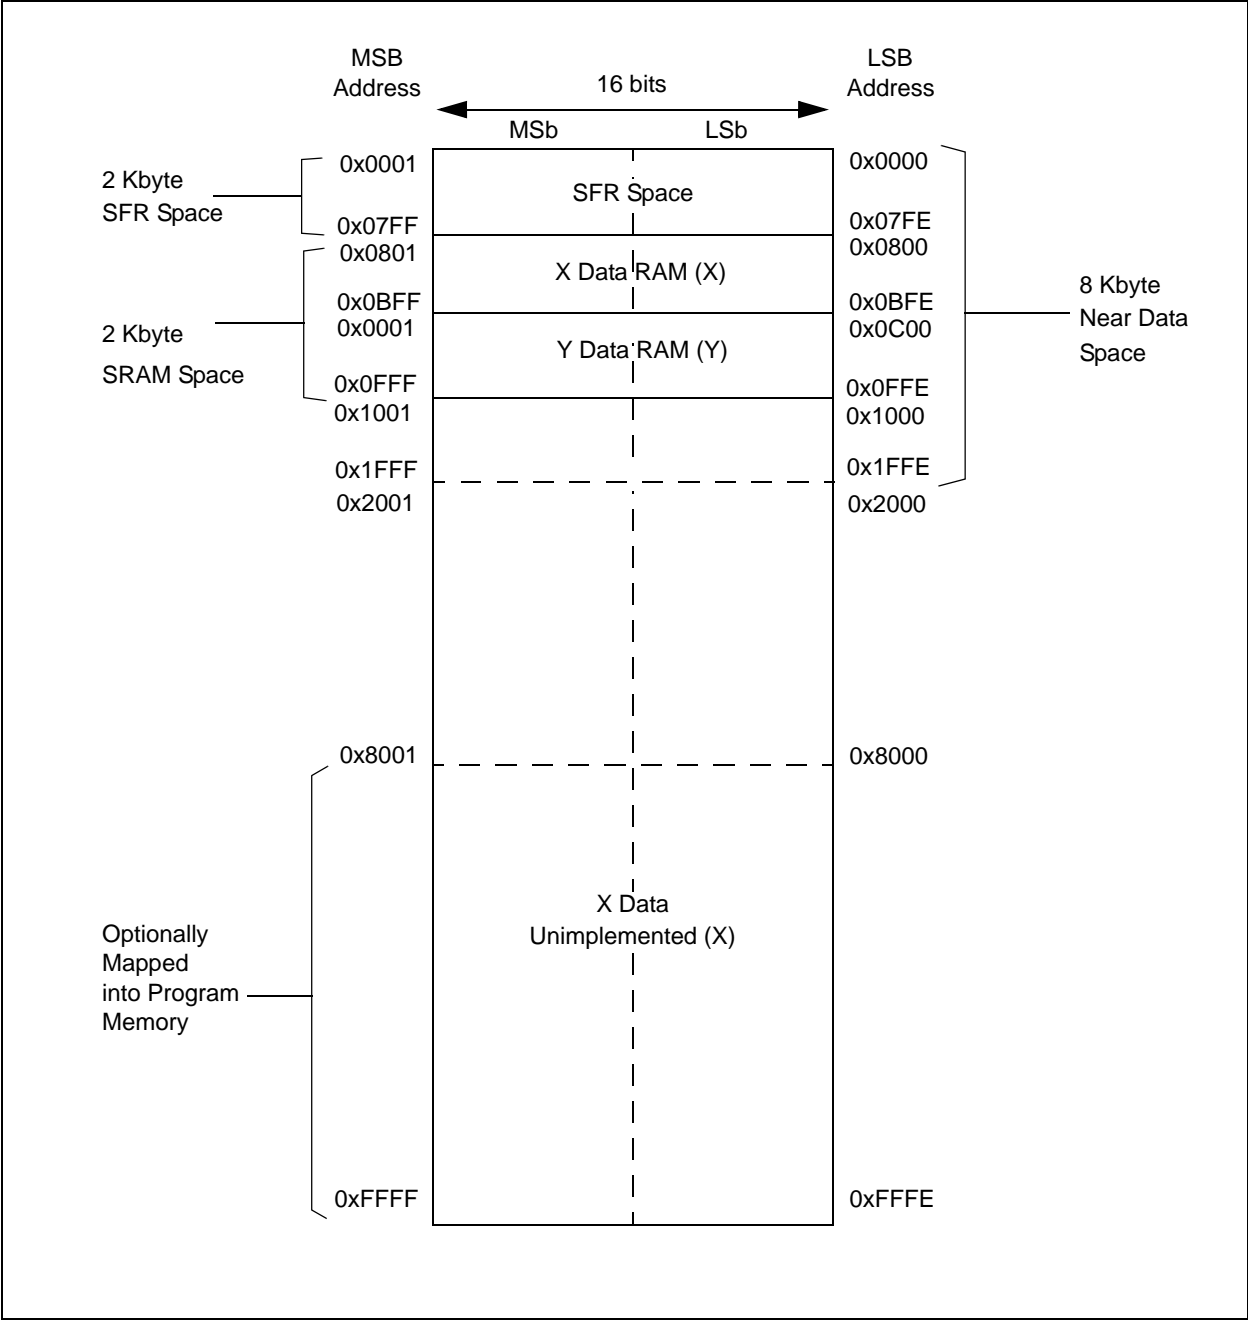 MSB
Address
16 bits
LSB
Address
MSb
LSb
2 Kbyte
SFR Space
0x0001
SFR Space
0x0000
0x07FF
0x07FE
0x0801
0x0800
X Data RAM (X)
0x0BFF
0x0BFE
2 Kbyte
SRAM Space
0x0001
0x0C00
Y Data RAM (Y)
0x0FFF
0x0FFE
0x1001
0x1000
8 Kbyte
Near Data
Space
0x1FFF
0x1FFE
0x2001
0x2000
0x8001
0x8000
X Data
Unimplemented (X)
Optionally
Mapped
into Program
Memory
0xFFFF
0xFFFE